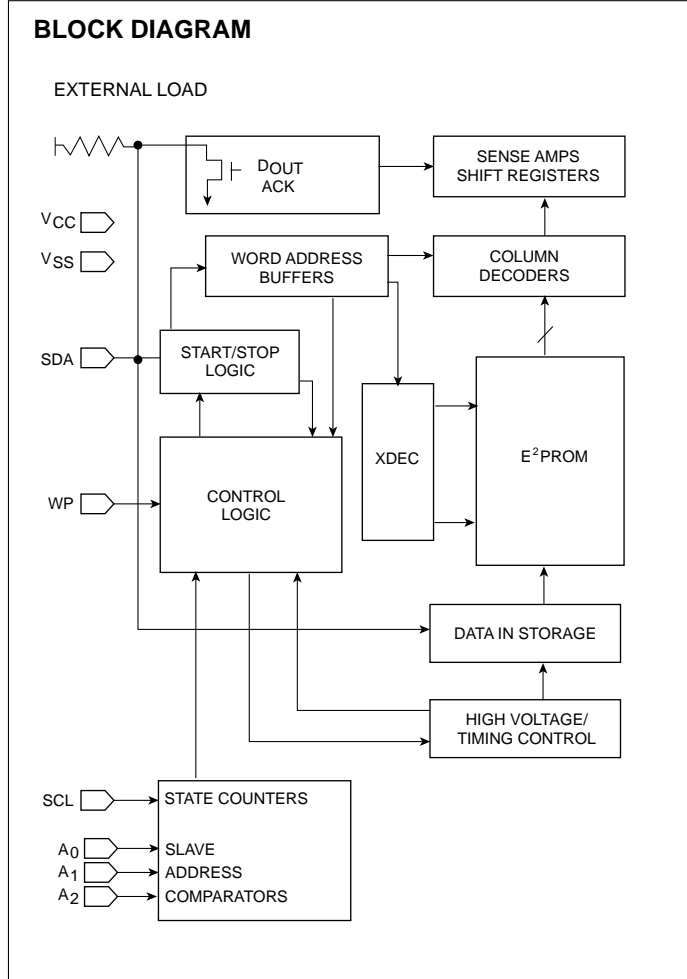 BLOCK DIAGRAM
EXTERNAL LOAD
DOUT
ACK
SENSE AMPS
SHIFT REGISTERS
VCC
VSS
WORD ADDRESS
BUFFERS
COLUMN
DECODERS
SDA
START/STOP
LOGIC
XDEC
E²PROM
WP
CONTROL
LOGIC
DATA IN STORAGE
HIGH VOLTAGE/
TIMING CONTROL
SCL
STATE COUNTERS
A0
SLAVE
A1
ADDRESS
A2
COMPARATORS